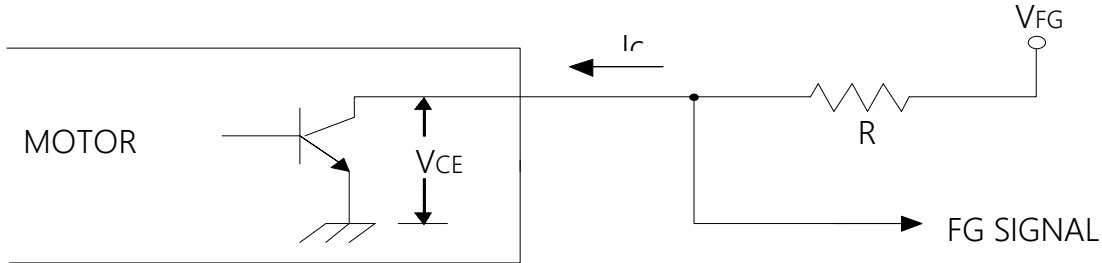 VFG
IC
MOTOR
VCE
R
FG SIGNAL